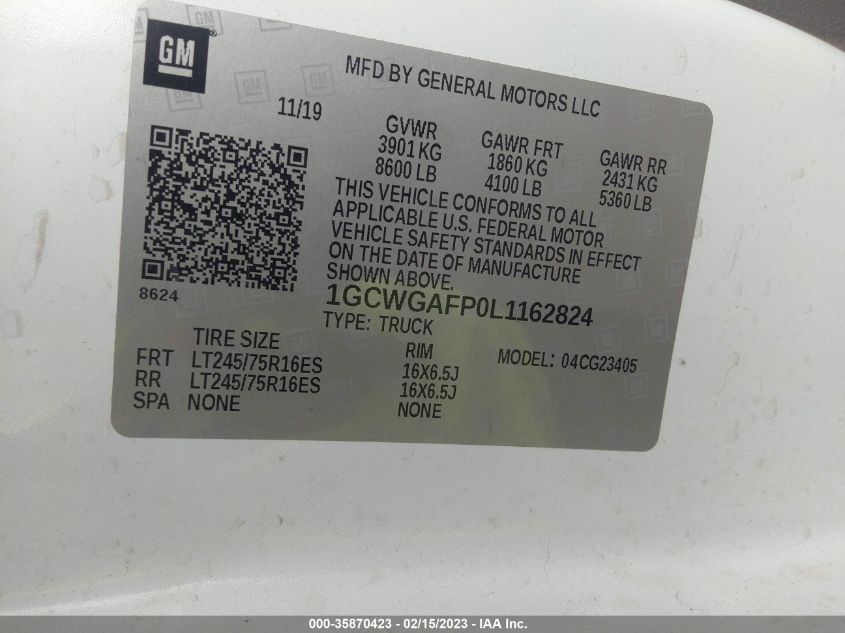 GM
MFD BY GENERAL MOTORS LLC
11/19
GVWR
3901 KG
8600 LB
GAWR FRT
1860 KG
4100 LB
GAWR RR
2431 KG
5360 LB
THIS VEHICLE CONFORMS TO ALL
APPLICABLE U.S. FEDERAL MOTOR
VEHICLE SAFETY STANDARDS IN EFFECT
ON THE DATE OF MANUFACTURE
SHOWN ABOVE.
8624
1GCWGAFP0L1162824
TYPE: TRUCK
MODEL: 04CG23405
TIRE SIZE
RIM
FRT LT245/75R16ES 16X6.5J
RR LT245/75R16ES 16X6.5J
SPA NONE NONE
000-35870423 - 02/15/2023 - IAA Inc.